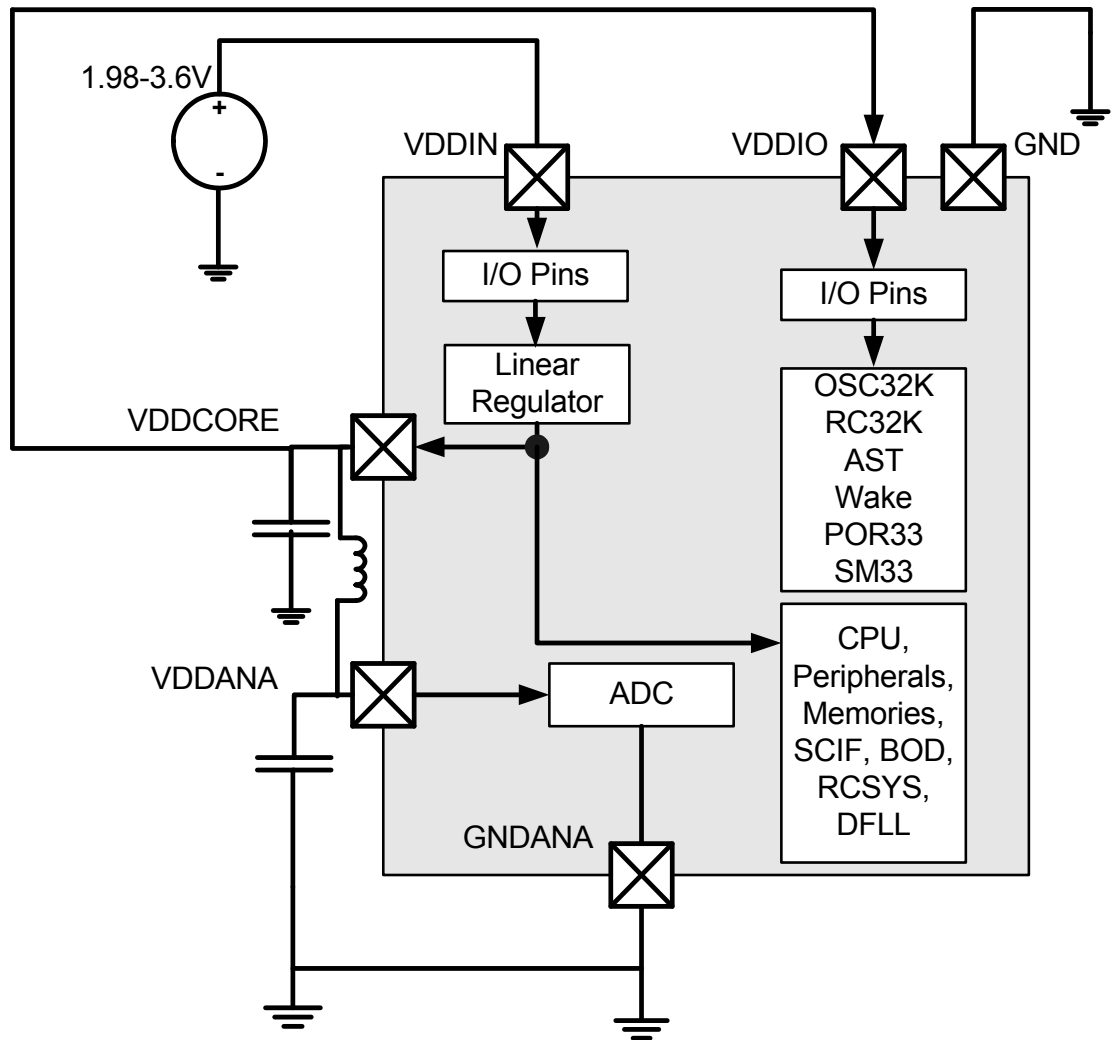 1.98-3.6V
+
-
VDDIN
VDDIO
GND
I/O Pins
I/O Pins
Linear
Regulator
OSC32K
RC32K
AST
Wake
POR33
SM33
VDDCORE
CPU,
Peripherals,
Memories,
SCIF, BOD,
RCSYS,
DFLL
VDDANA
ADC
GNDANA